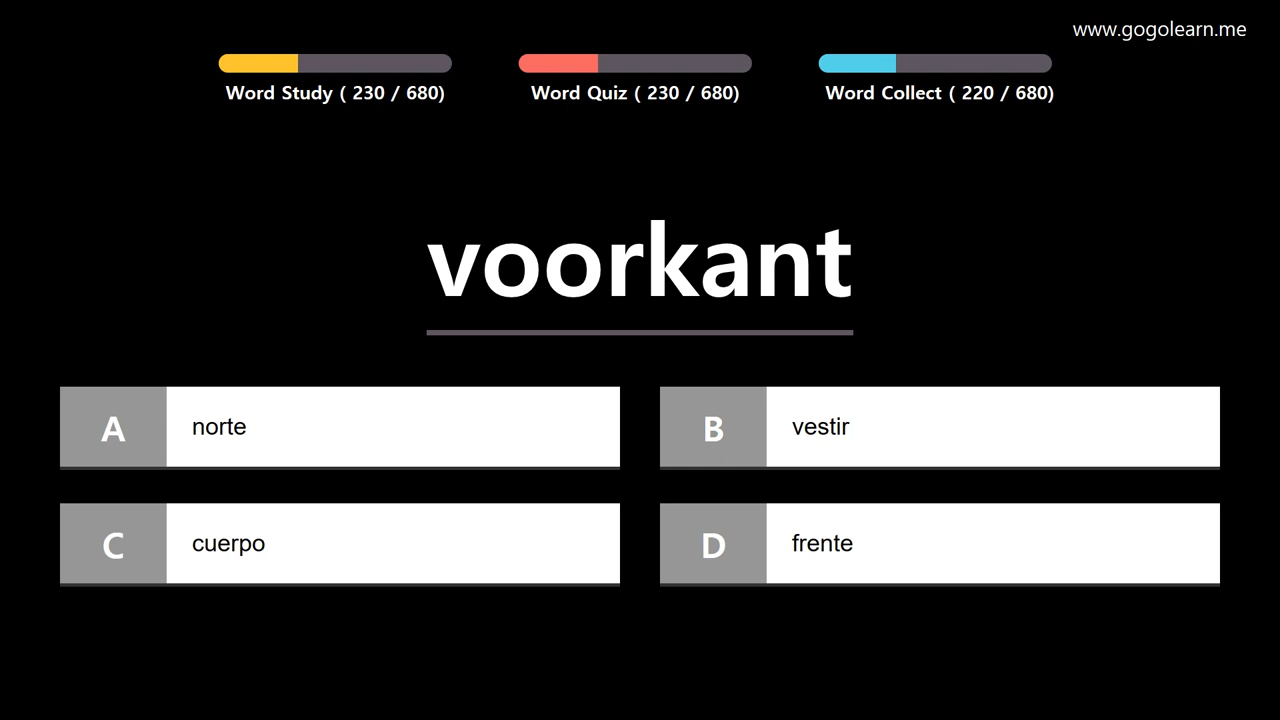 www.gogolearn.me
Word Study ( 230 / 680)
Word Quiz ( 230 / 680)
Word Collect ( 220 / 680)
voorkant
A norte
B vestir
C cuerpo
D frente